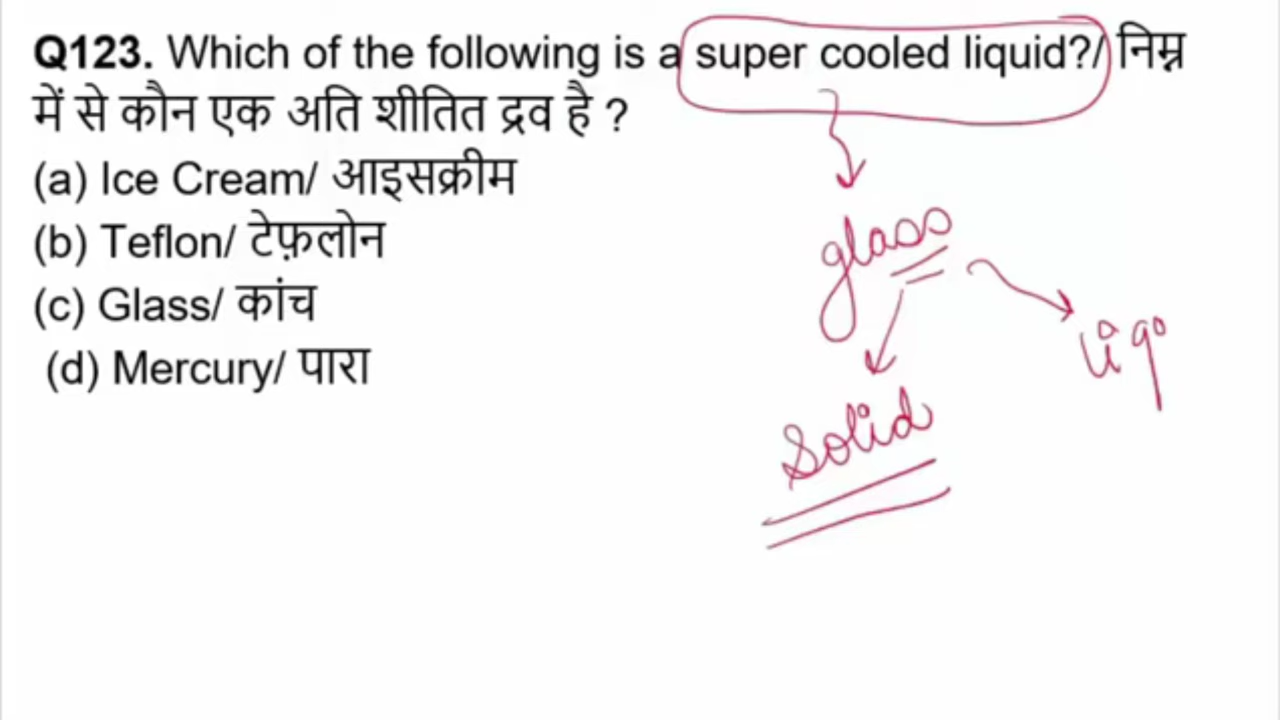 Q123. Which of the following is a super cooled liquid?/ निम्न
में से कौन एक अति शीतित द्रव है ?
(a) Ice Cream/ आइसक्रीम
(b) Teflon/ टेफ़लोन
(c) Glass/ कांच
(d) Mercury/ पारा
glass
Solid